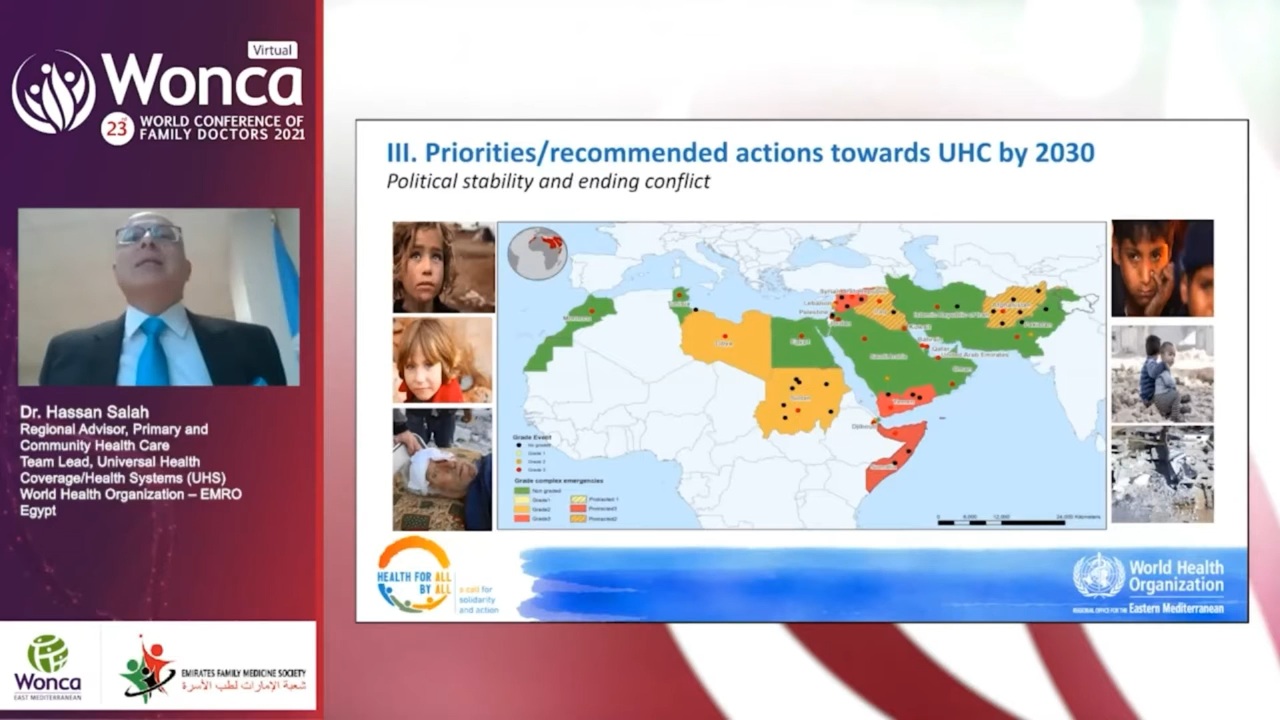 Virtual
Wonca
23rd
WORLD CONFERENCE OF
FAMILY DOCTORS 2021
Dr. Hassan Salah
Regional Advisor, Primary and
Community Health Care
Team Lead, Universal Health
Coverage/Health Systems (UHS)
World Health Organization – EMRO
Egypt
Wonca
EAST MEDITERRANEAN
EMIRATES FAMILY MEDICINE SOCIETY
شعبة الإمارات لطب الأسرة
III. Priorities/recommended actions towards UHC by 2030
Political stability and ending conflict
Lebanon
Palestine
Jordan
Kuwait
Bahrain
Qatar
United Arab Emirates
Islamic Republic of Iran
Afghanistan
Pakistan
Morocco
Libya
Egypt
Saudi Arabia
Oman
Sudan
Yemen
Djibouti
Somalia
Grade Event
Grade 1
Grade 2
Grade 3
Grade complex emergencies
Non graded
Grade1
Grade2
Grade3
Protracted 1
Protracted3
Protracted2
HEALTH FOR ALL
BY ALL
a call for
solidarity
and action
World Health
Organization
REGIONAL OFFICE FOR THE Eastern Mediterranean